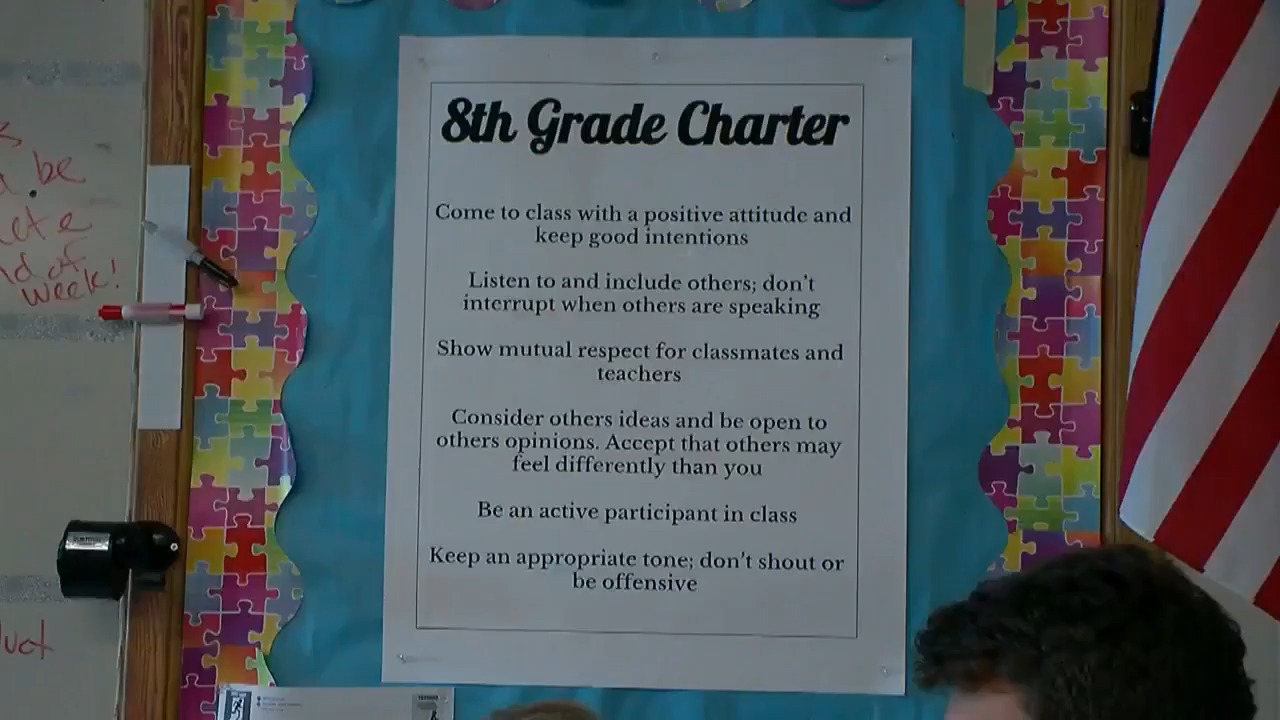 8th Grade Charter
Come to class with a positive attitude and
keep good intentions
Listen to and include others; don't
interrupt when others are speaking
Show mutual respect for classmates and
teachers
Consider others ideas and be open to
others opinions. Accept that others may
feel differently than you
Be an active participant in class
Keep an appropriate tone; don't shout or
be offensive
be
week!